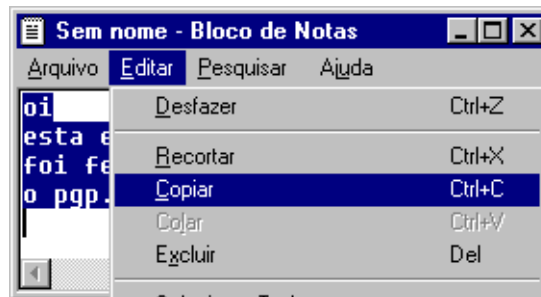 Sem nome - Bloco de Notas
Arquivo Editar Pesquisar Ajuda
oi
esta
foi
o pgp.
Desfazer Ctrl+Z
Recortar Ctrl+X
Copiar Ctrl+C
Colar Ctrl+V
Excluir Del